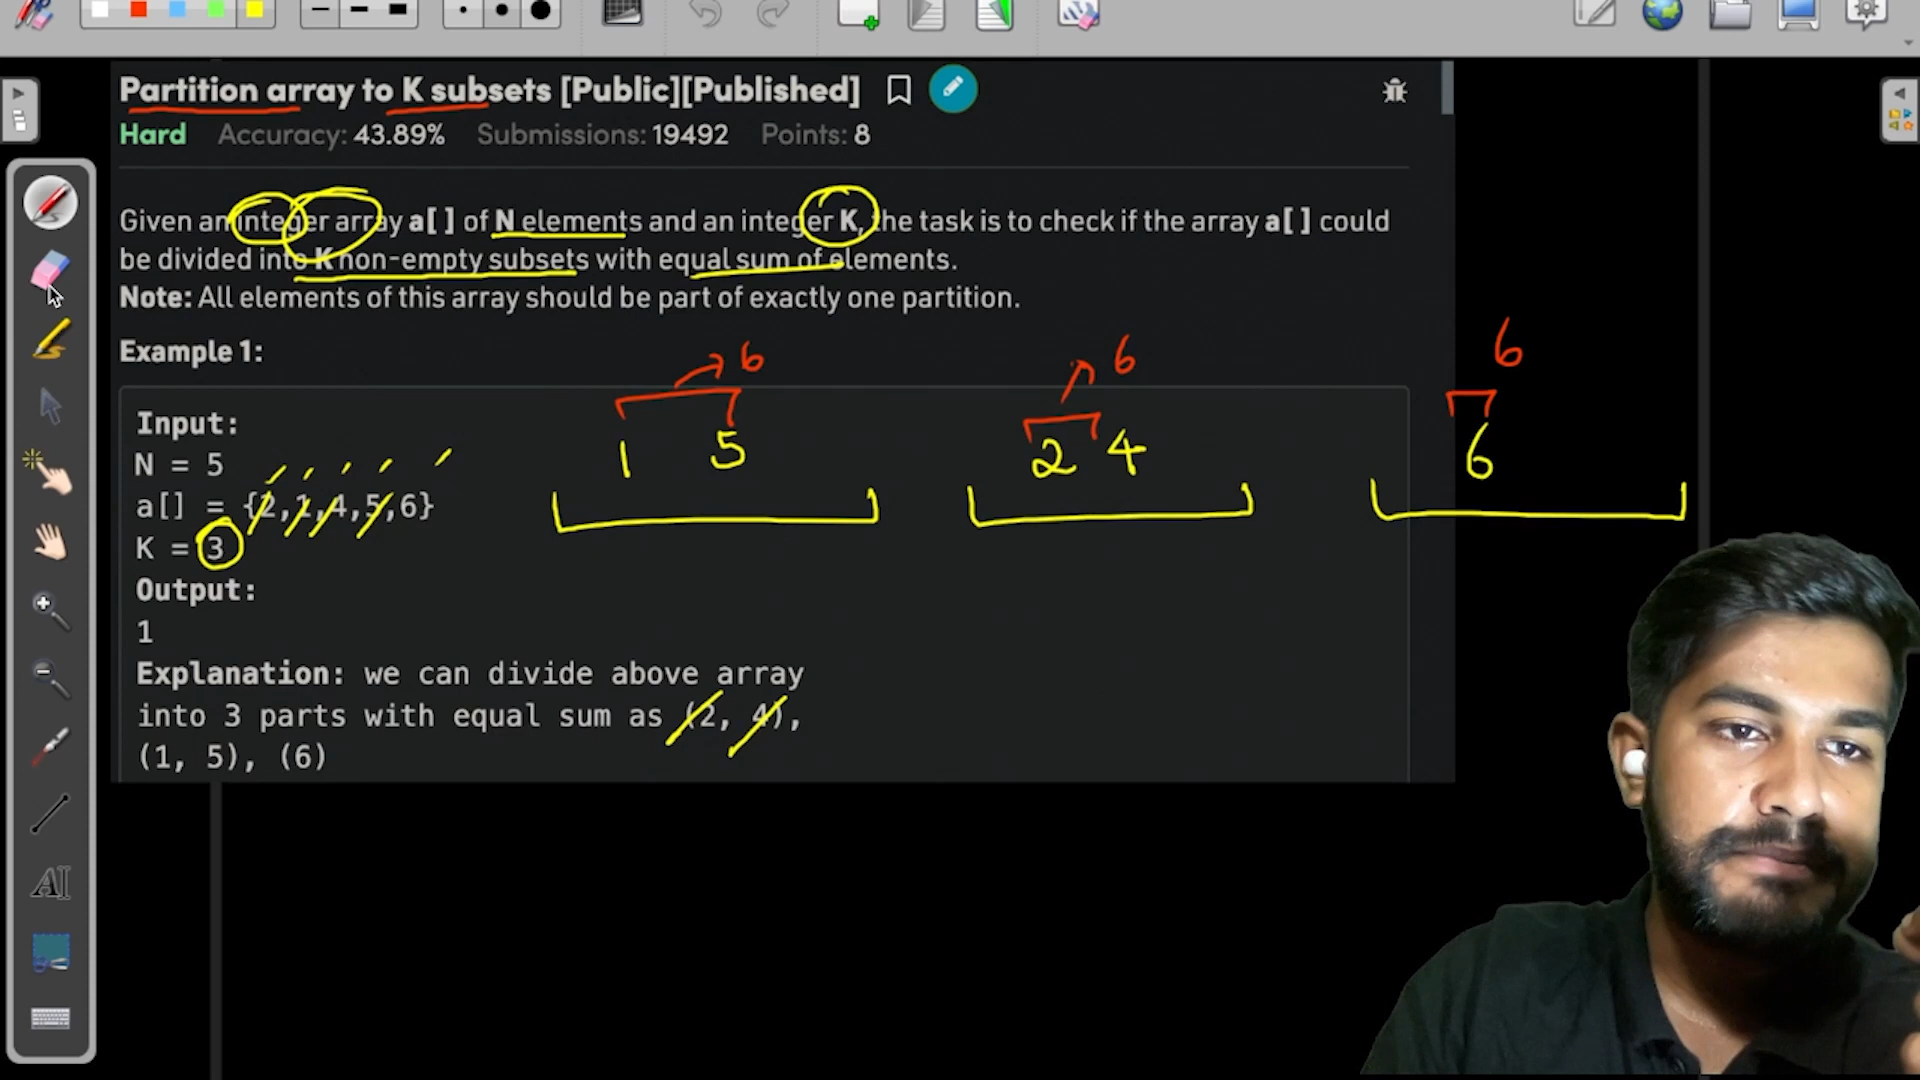 Partition array to K subsets [Public][Published]
Hard Accuracy: 43.89% Submissions: 19492 Points: 8
Given an integer array a[ ] of N elements and an integer K, the task is to check if the array a[ ] could
be divided into K non-empty subsets with equal sum of elements.
Note: All elements of this array should be part of exactly one partition.
Example 1:
6 6 6
Input:
1 5 2 4 6
N = 5
a[] = {2,1,4,5,6}
K = 3
Output:
1
Explanation: we can divide above array
into 3 parts with equal sum as (2, 4),
(1, 5), (6)
AI